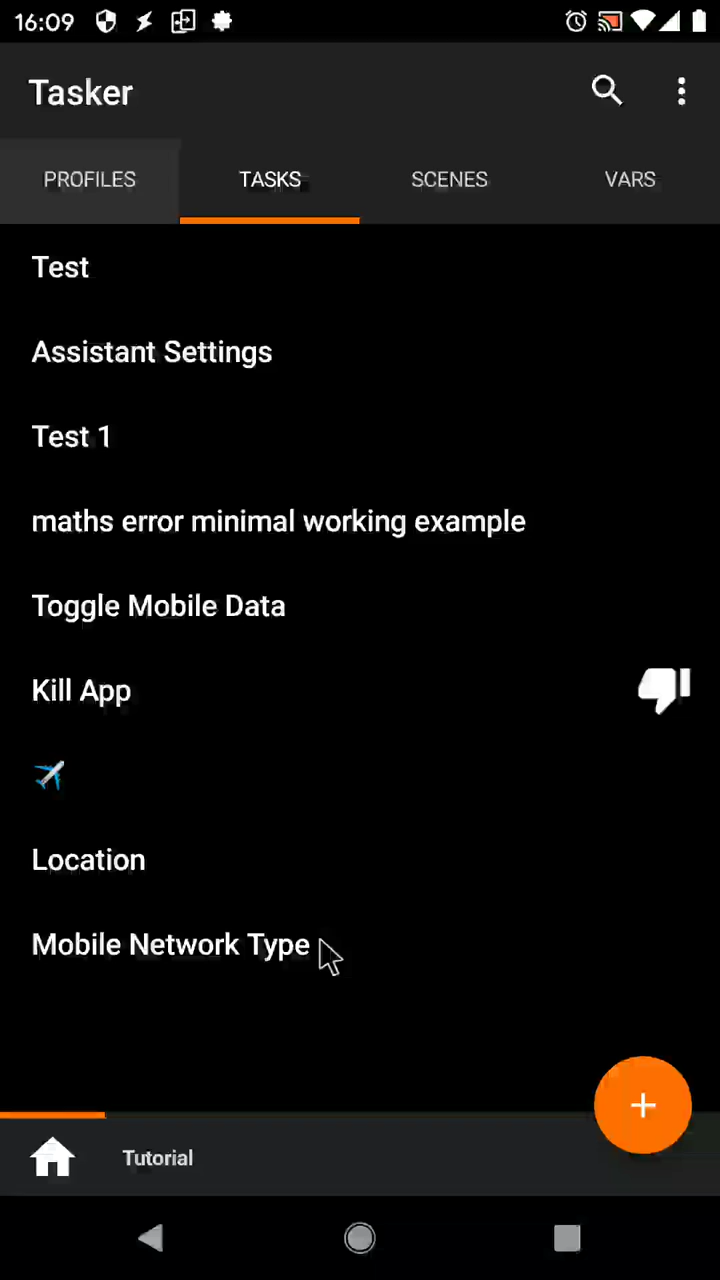 16:09
Tasker
PROFILES
TASKS
SCENES
VARS
Test
Assistant Settings
Test 1
maths error minimal working example
Toggle Mobile Data
Kill App
Location
Mobile Network Type
Tutorial